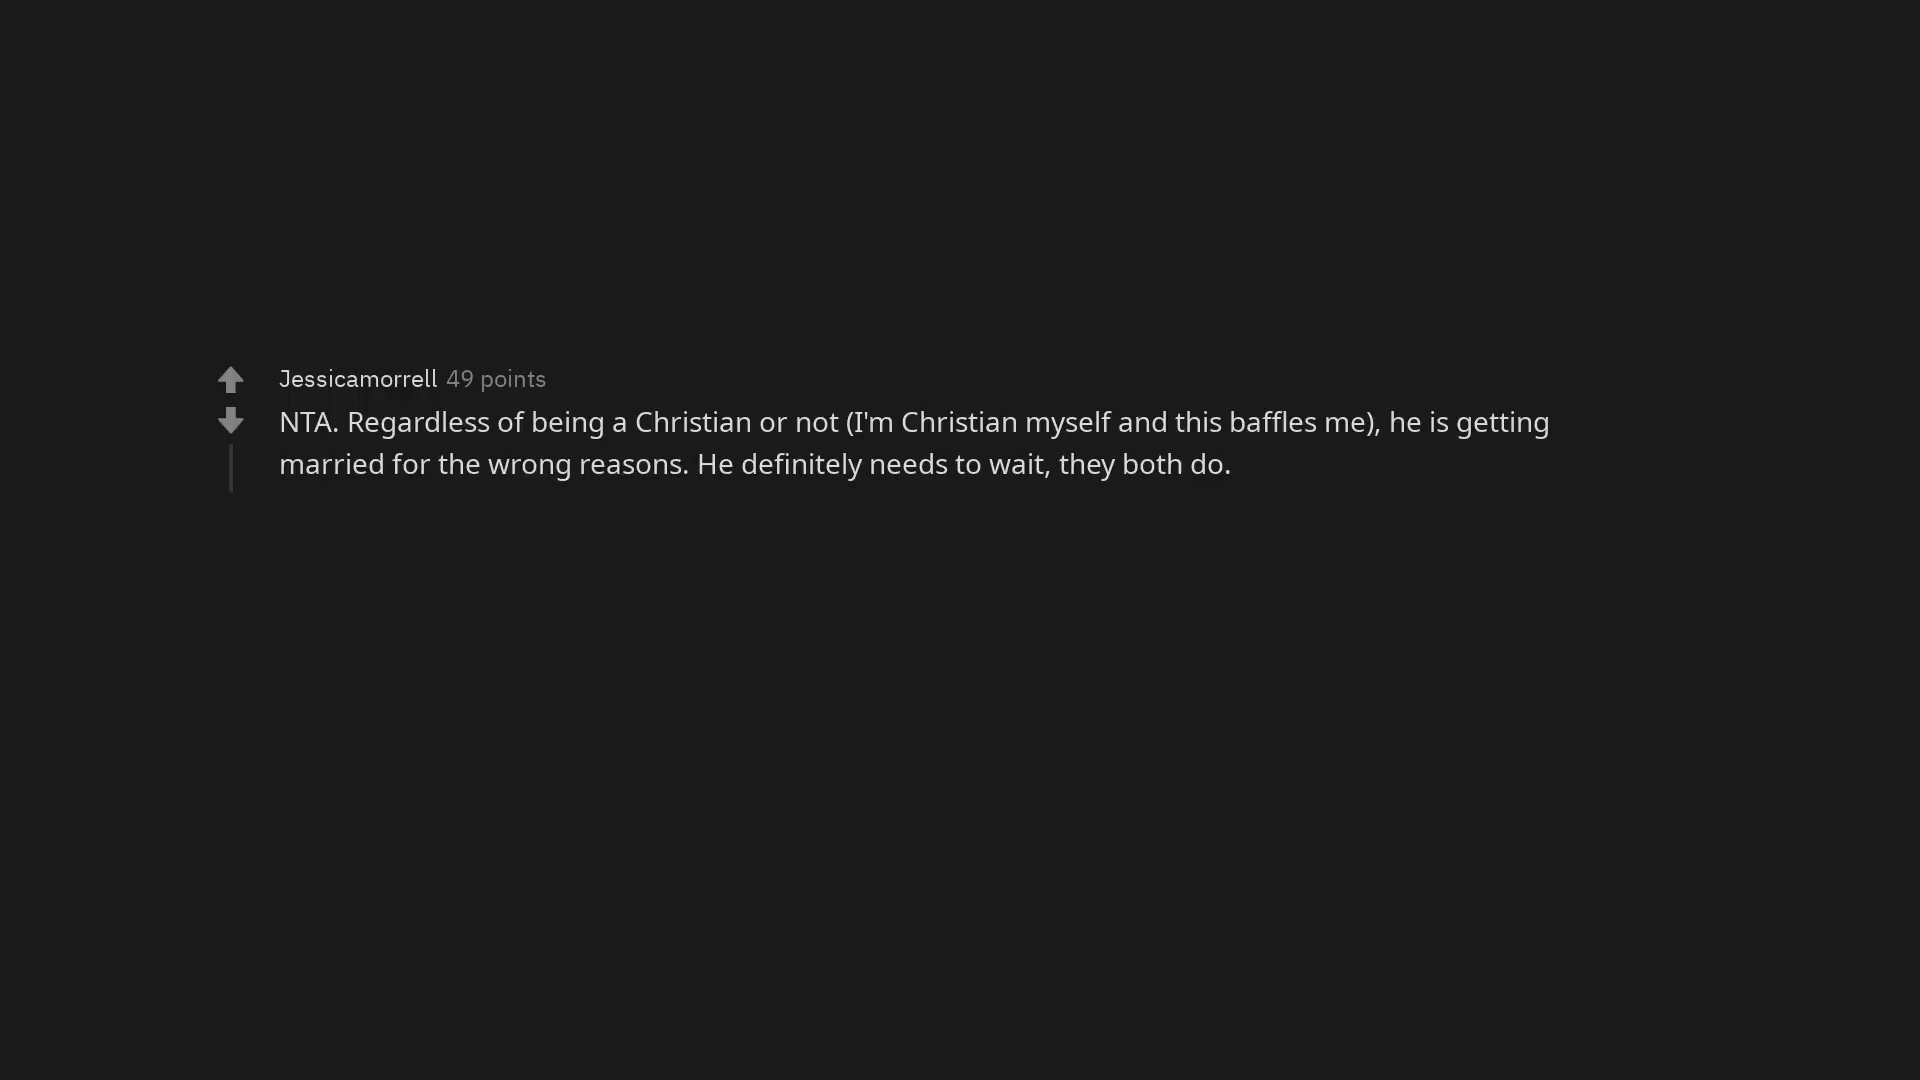 Jessicamorrell 49 points
NTA. Regardless of being a Christian or not (I'm Christian myself and this baffles me), he is getting
married for the wrong reasons. He definitely needs to wait, they both do.